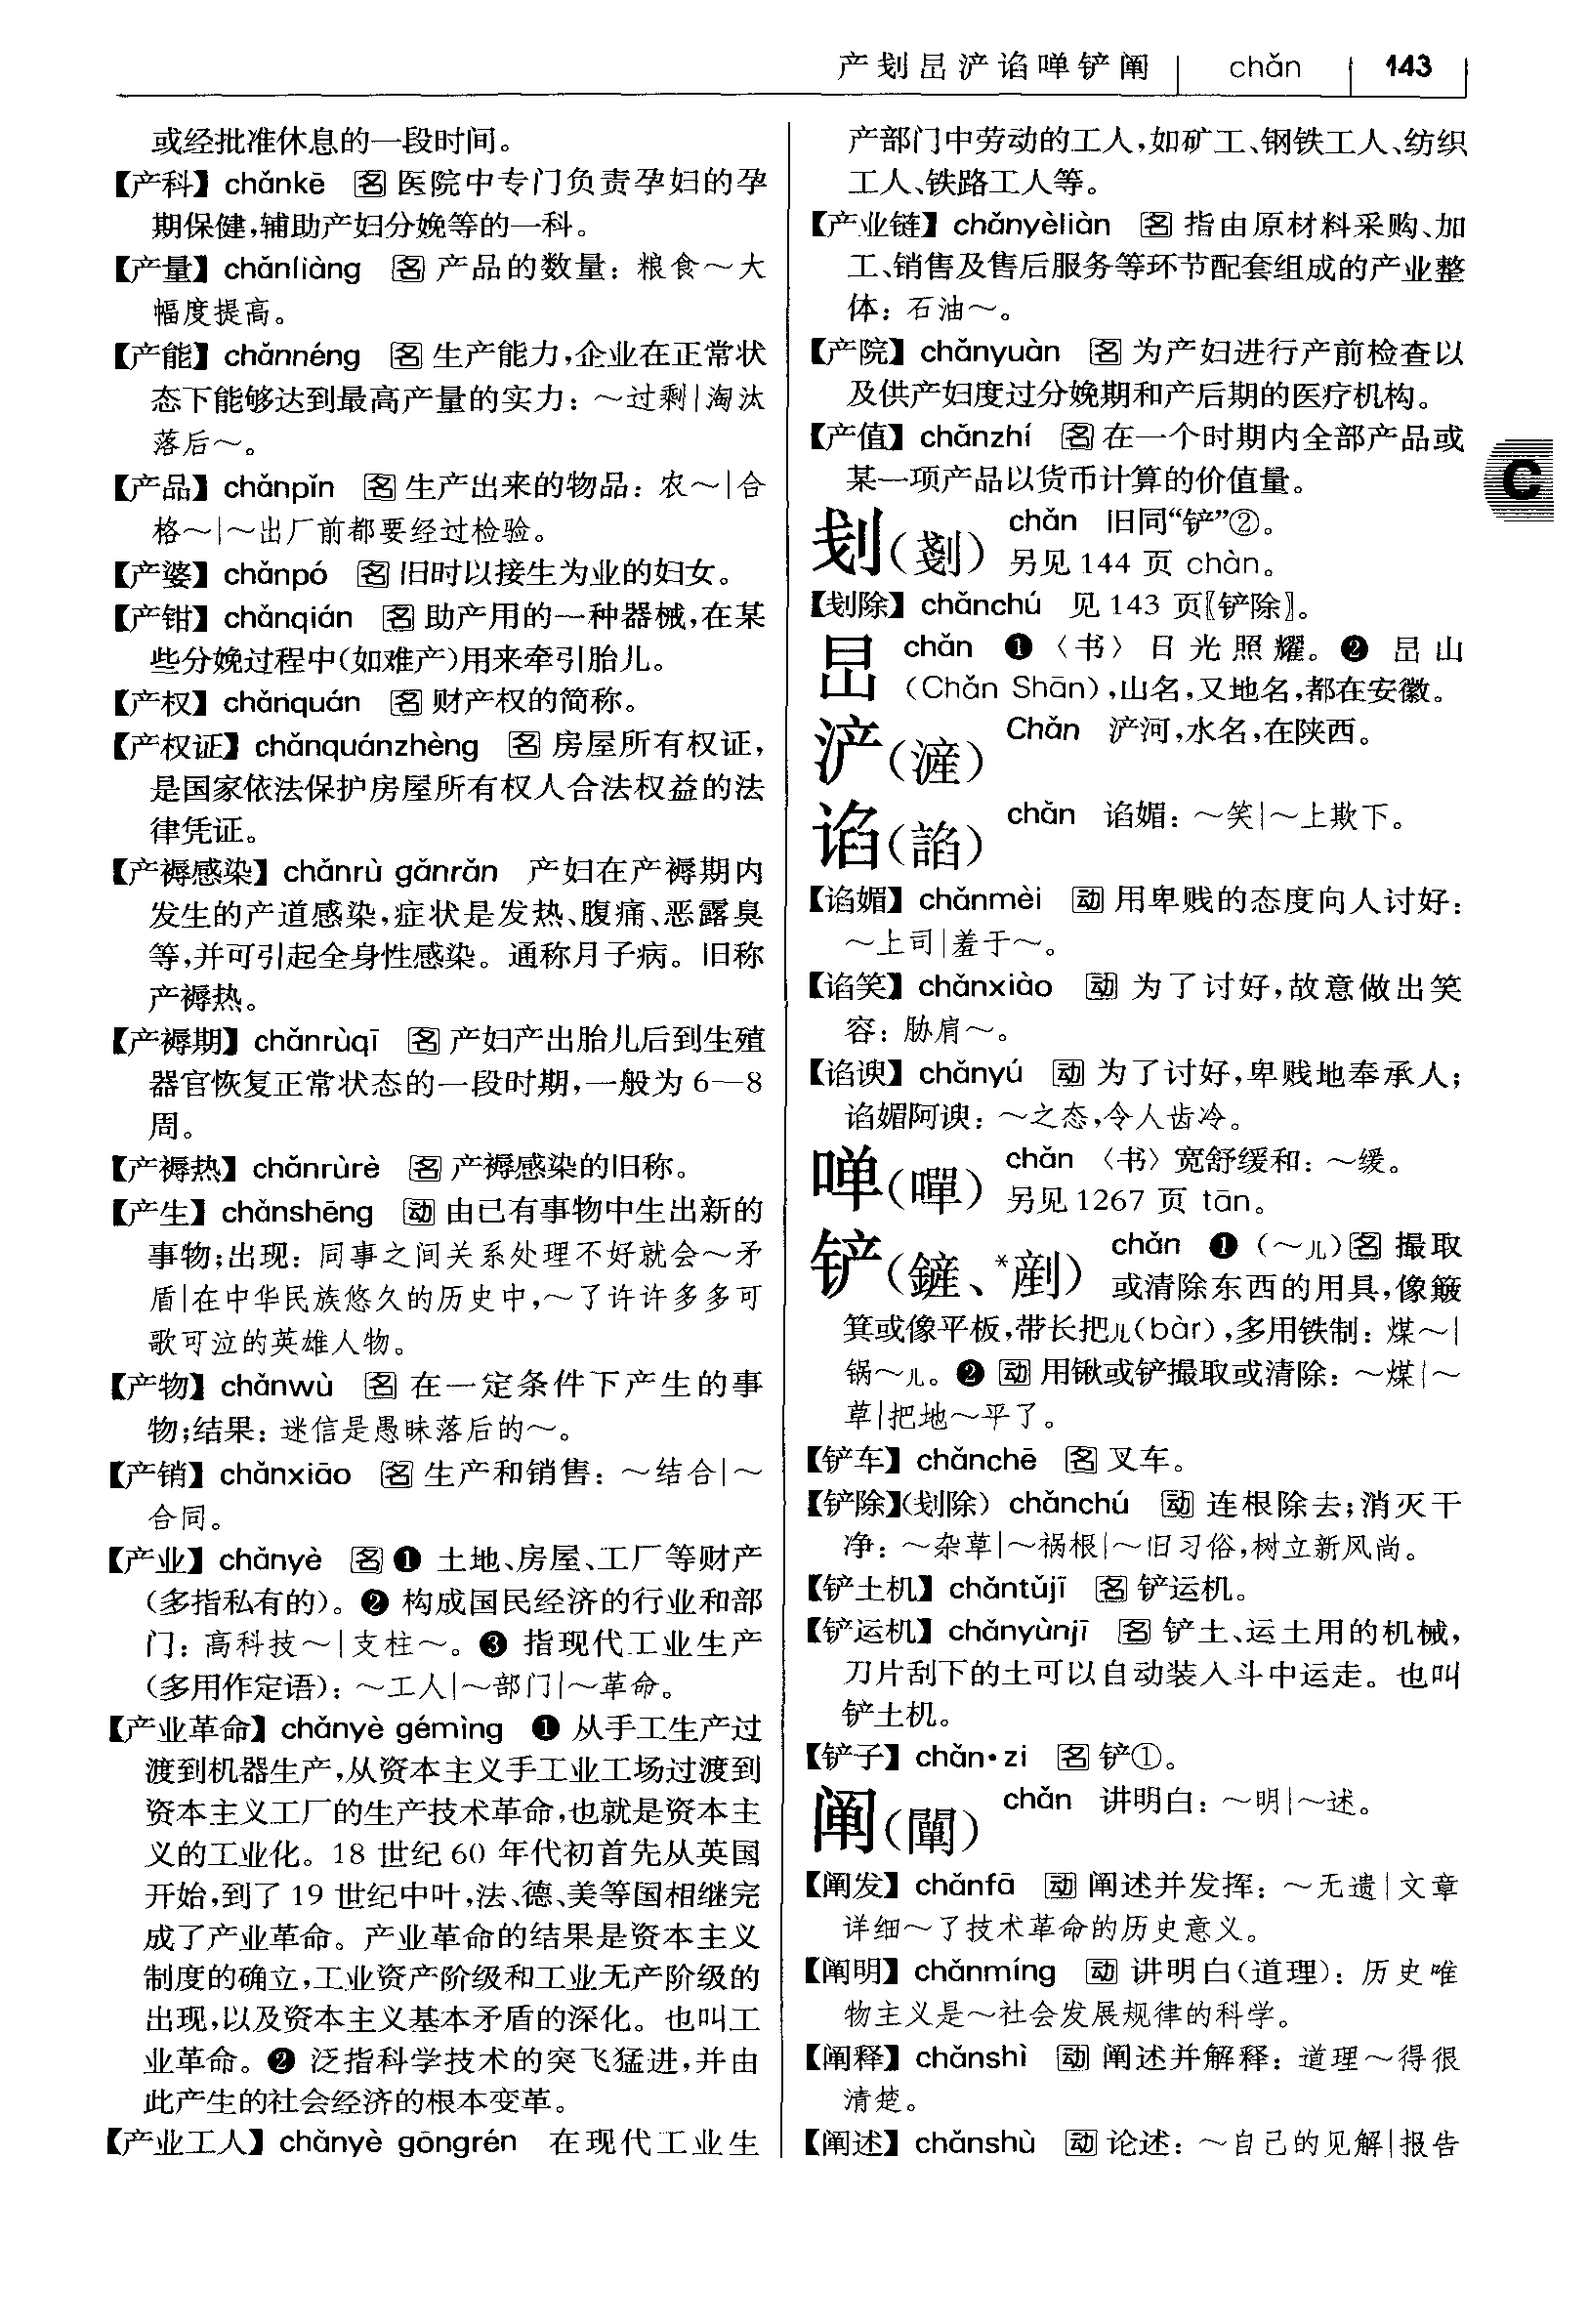 产刬旵浐谄啴铲阐 chǎn 143
或经批准休息的一段时间。
【产科】chǎnkē 名 医院中专门负责孕妇的孕
期保健,辅助产妇分娩等的一科。
【产量】chǎnliàng 名 产品的数量：粮食～大
幅度提高。
【产能】chǎnnéng 名 生产能力,企业在正常状
态下能够达到最高产量的实力：～过剩|淘汰
落后～。
【产品】chǎnpǐn 名 生产出来的物品：农～|合
格～|～出厂前都要经过检验。
【产婆】chǎnpó 名 旧时以接生为业的妇女。
【产钳】chǎnqián 名 助产用的一种器械,在某
些分娩过程中(如难产)用来牵引胎儿。
【产权】chǎnquán 名 财产权的简称。
【产权证】chǎnquánzhèng 名 房屋所有权证,
是国家依法保护房屋所有权人合法权益的法
律凭证。
【产褥感染】chǎnrù gǎnrǎn 产妇在产褥期内
发生的产道感染,症状是发热、腹痛、恶露臭
等,并可引起全身性感染。通称月子病。旧称
产褥热。
【产褥期】chǎnrùqī 名 产妇产出胎儿后到生殖
器官恢复正常状态的一段时期,一般为 6—8
周。
【产褥热】chǎnrùrè 名 产褥感染的旧称。
【产生】chǎnshēng 动 由已有事物中生出新的
事物;出现：同事之间关系处理不好就会～矛
盾|在中华民族悠久的历史中,～了许许多多可
歌可泣的英雄人物。
【产物】chǎnwù 名 在一定条件下产生的事
物;结果：迷信是愚昧落后的～。
【产销】chǎnxiāo 名 生产和销售：～结合|～
合同。
【产业】chǎnyè 名 ❶ 土地、房屋、工厂等财产
(多指私有的)。❷ 构成国民经济的行业和部
门：高科技～|支柱～。❸ 指现代工业生产
(多用作定语)：～工人|～部门|～革命。
【产业革命】chǎnyè gémìng ❶ 从手工生产过
渡到机器生产,从资本主义手工业工场过渡到
资本主义工厂的生产技术革命,也就是资本主
义的工业化。18 世纪 60 年代初首先从英国
开始,到了 19 世纪中叶,法、德、美等国相继完
成了产业革命。产业革命的结果是资本主义
制度的确立,工业资产阶级和工业无产阶级的
出现,以及资本主义基本矛盾的深化。也叫工
业革命。❷ 泛指科学技术的突飞猛进,并由
此产生的社会经济的根本变革。
【产业工人】chǎnyè gōngrén 在现代工业生
产部门中劳动的工人,如矿工、钢铁工人、纺织
工人、铁路工人等。
【产业链】chǎnyèliàn 名 指由原材料采购、加
工、销售及售后服务等环节配套组成的产业整
体：石油～。
【产院】chǎnyuàn 名 为产妇进行产前检查以
及供产妇度过分娩期和产后期的医疗机构。
【产值】chǎnzhí 名 在一个时期内全部产品或
某一项产品以货币计算的价值量。
C
刬(剗) chǎn 旧同“铲”②。
另见 144 页 chàn。
【刬除】chǎnchú 见 143 页〖铲除〗。
旵 chǎn ❶〈书〉日光照耀。❷ 旵山
(Chǎn Shān),山名,又地名,都在安徽。
浐(滻) Chǎn 浐河,水名,在陕西。
谄(諂) chǎn 谄媚：～笑|～上欺下。
【谄媚】chǎnmèi 动 用卑贱的态度向人讨好：
～上司|羞于～。
【谄笑】chǎnxiào 动 为了讨好,故意做出笑
容：胁肩～。
【谄谀】chǎnyú 动 为了讨好,卑贱地奉承人;
谄媚阿谀：～之态,令人齿冷。
啴(嘽) chǎn〈书〉宽舒缓和：～缓。
另见 1267 页 tān。
铲(鏟、*剷) chǎn ❶(～儿)名 撮取
或清除东西的用具,像簸
箕或像平板,带长把儿(bàr),多用铁制：煤～|
锅～儿。❷ 动 用锹或铲撮取或清除：～煤|～
草|把地～平了。
【铲车】chǎnchē 名 叉车。
【铲除】(刬除) chǎnchú 动 连根除去;消灭干
净：～杂草|～祸根|～旧习俗,树立新风尚。
【铲土机】chǎntǔjī 名 铲运机。
【铲运机】chǎnyùnjī 名 铲土、运土用的机械,
刀片刮下的土可以自动装入斗中运走。也叫
铲土机。
【铲子】chǎn·zi 名 铲①。
阐(闡) chǎn 讲明白：～明|～述。
【阐发】chǎnfā 动 阐述并发挥：～无遗|文章
详细～了技术革命的历史意义。
【阐明】chǎnmíng 动 讲明白(道理)：历史唯
物主义是～社会发展规律的科学。
【阐释】chǎnshì 动 阐述并解释：道理～得很
清楚。
【阐述】chǎnshù 动 论述：～自己的见解|报告